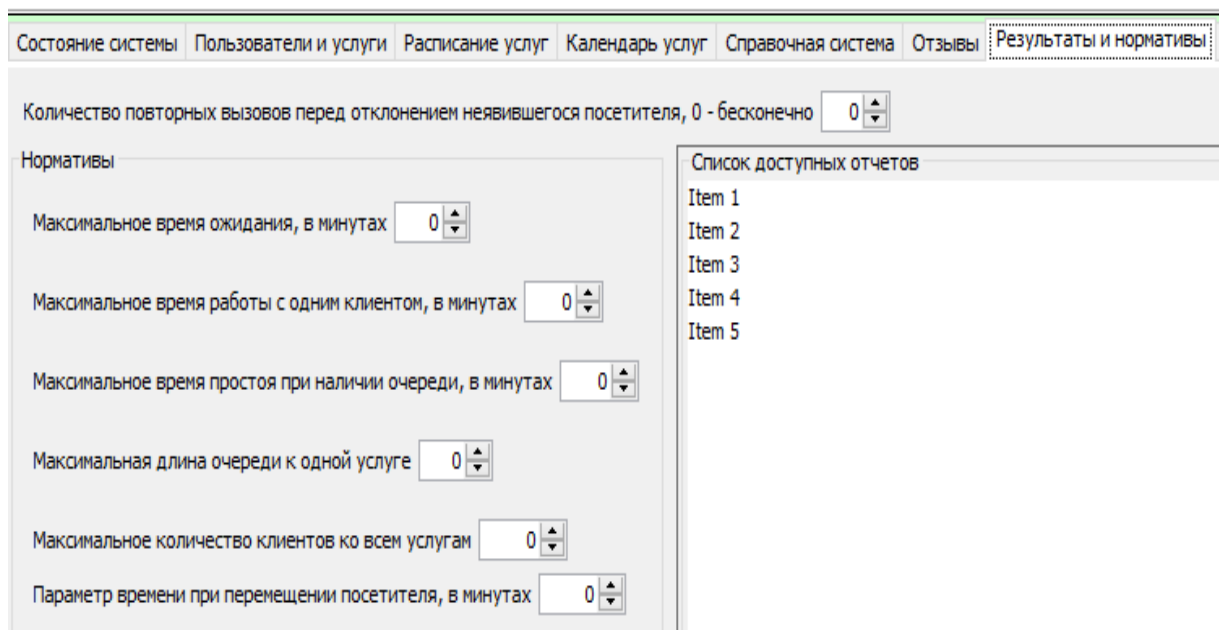 Состояние системы Пользователи и услуги Расписание услуг Календарь услуг Справочная система Отзывы Результаты и нормативы
Количество повторных вызовов перед отклонением неявившегося посетителя, 0 - бесконечно 0
Нормативы
Максимальное время ожидания, в минутах 0
Максимальное время работы с одним клиентом, в минутах 0
Максимальное время простоя при наличии очереди, в минутах 0
Максимальная длина очереди к одной услуге 0
Максимальное количество клиентов ко всем услугам 0
Параметр времени при перемещении посетителя, в минутах 0
Список доступных отчетов
Item 1
Item 2
Item 3
Item 4
Item 5